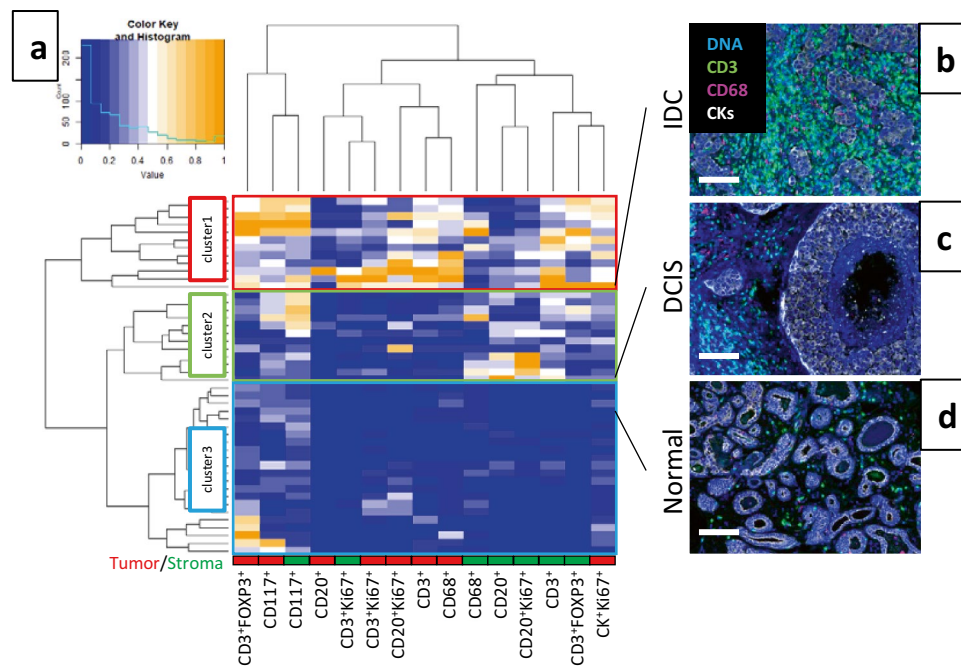 a
Color Key
and Histogram
Count
0 50 100 200
0 0.2 0.4 0.6 0.8 1
Value
cluster1
cluster2
cluster3
Tumor/Stroma
CD3⁺FOXP3⁺
CD117⁺
CD117⁺
CD20⁺
CD3⁺Ki67⁺
CD3⁺Ki67⁺
CD20⁺Ki67⁺
CD3⁺
CD68⁺
CD68⁺
CD20⁺
CD20⁺Ki67⁺
CD3⁺
CD3⁺FOXP3⁺
CK⁺Ki67⁺
IDC
DNA
CD3
CD68
CKs
b
DCIS
c
Normal
d